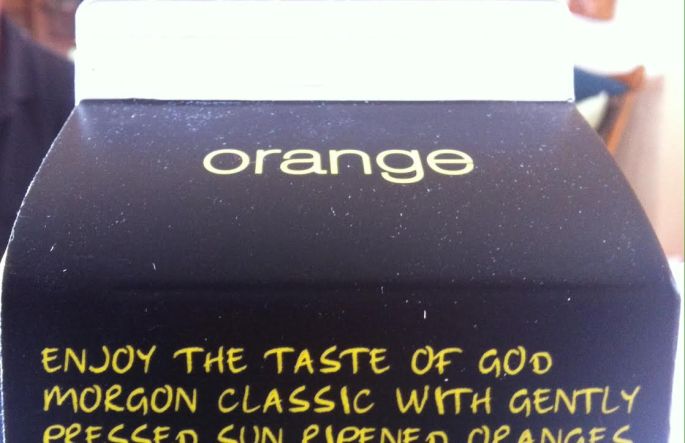 orange
ENJOY THE TASTE OF GOD
MORGON CLASSIC WITH GENTLY
PRESSED SUN RIPENED ORANGES